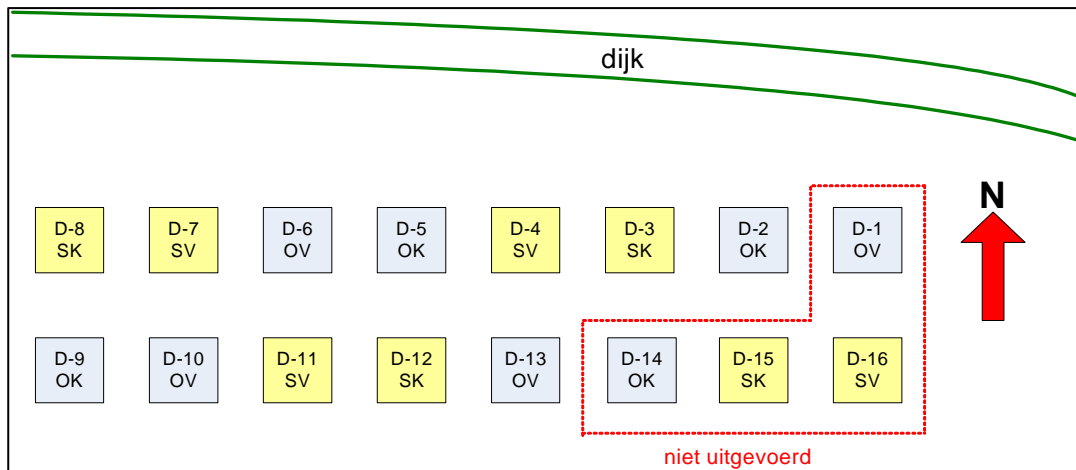 dijk
N
D-8
SK
D-7
SV
D-6
OV
D-5
OK
D-4
SV
D-3
SK
D-2
OK
D-1
OV
D-9
OK
D-10
OV
D-11
SV
D-12
SK
D-13
OV
D-14
OK
D-15
SK
D-16
SV
niet uitgevoerd